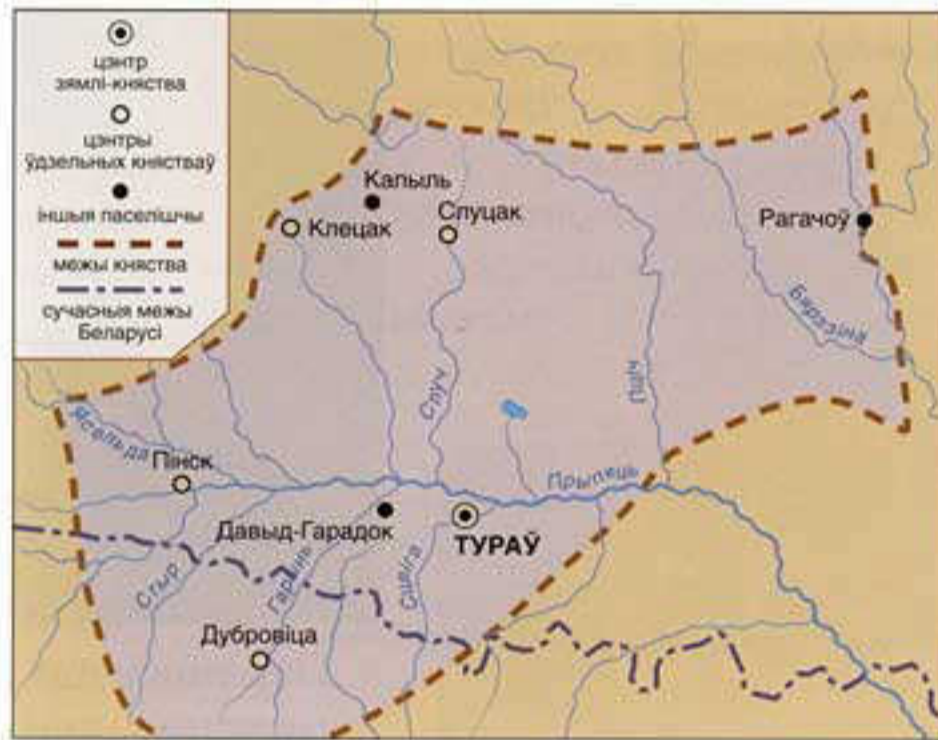 цэнтр
зямлі-княства
цэнтры
ўдзельных княстваў
іншыя паселішчы
межы княства
сучасныя межы
Беларусі
Капыль
Клецак
Слуцак
Рагачоў
Бярэзіна
Случ
Пціч
Ясельда
Пінск
Прыпяць
Давыд-Гарадок
ТУРАЎ
Стыр
Гарынь
Сцвіга
Дубровіца